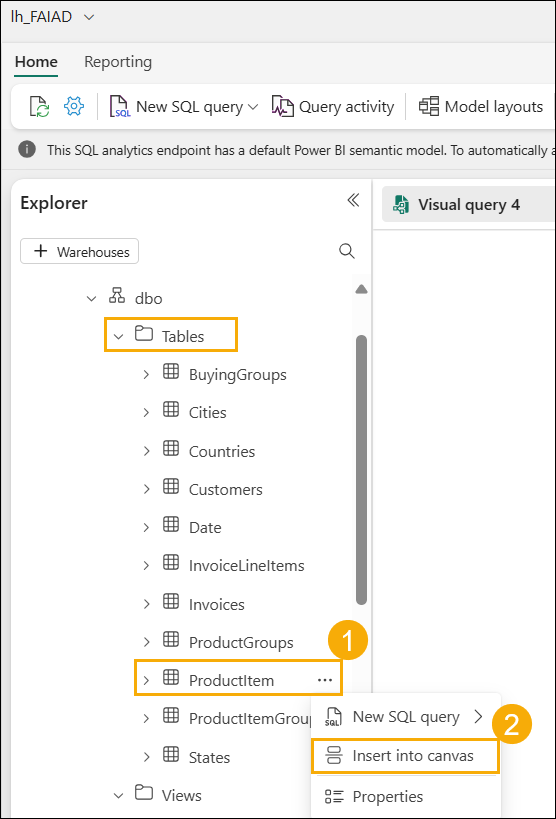 lh_FAIAD
Home Reporting
SQL New SQL query Query activity Model layouts
This SQL analytics endpoint has a default Power BI semantic model. To automatically a
Explorer
Visual query 4
+ Warehouses
dbo
Tables
BuyingGroups
Cities
Countries
Customers
Date
InvoiceLineItems
Invoices
ProductGroups
1
ProductItem ...
ProductItemGroup
SQL New SQL query
2
States
Insert into canvas
Views
Properties